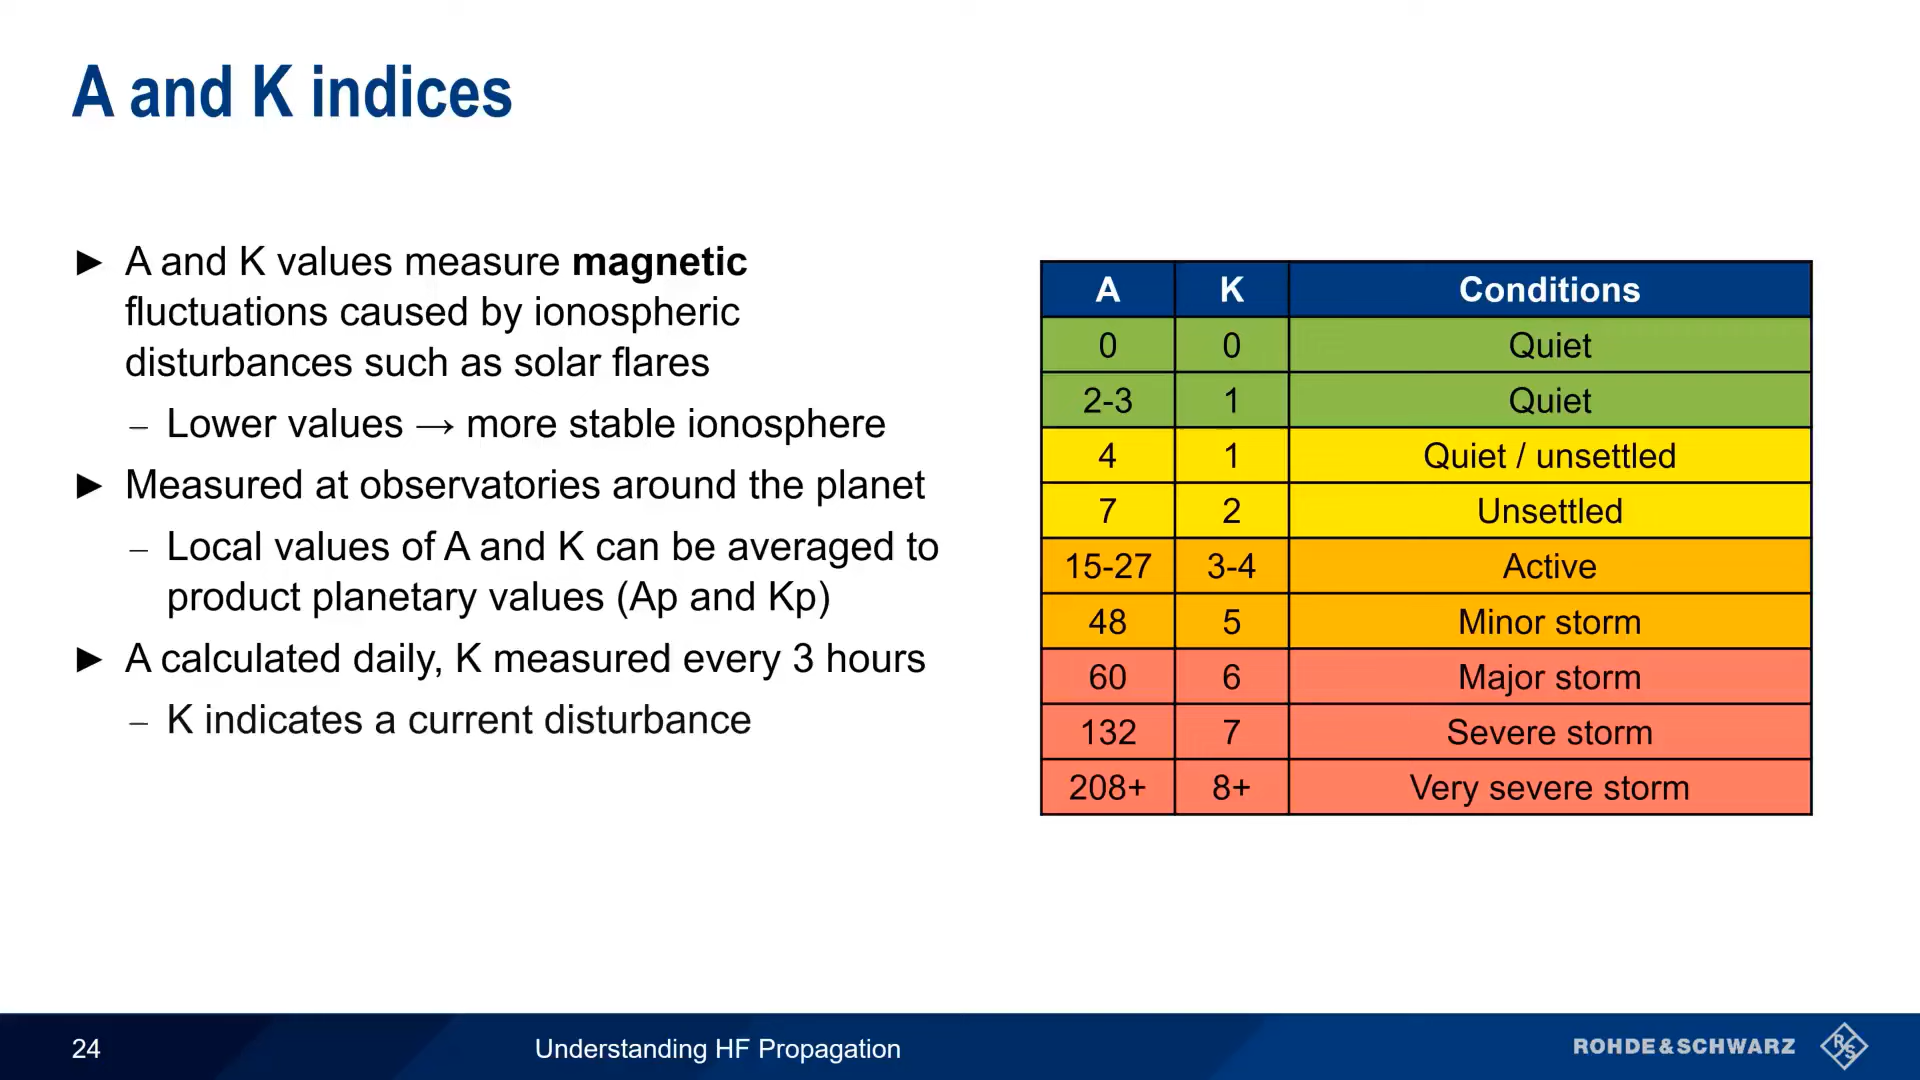 A and K indices
► A and K values measure magnetic
fluctuations caused by ionospheric
disturbances such as solar flares
– Lower values → more stable ionosphere
► Measured at observatories around the planet
– Local values of A and K can be averaged to
product planetary values (Ap and Kp)
► A calculated daily, K measured every 3 hours
– K indicates a current disturbance
A K Conditions
0 0 Quiet
2-3 1 Quiet
4 1 Quiet / unsettled
7 2 Unsettled
15-27 3-4 Active
48 5 Minor storm
60 6 Major storm
132 7 Severe storm
208+ 8+ Very severe storm
24 Understanding HF Propagation ROHDE&SCHWARZ R&S